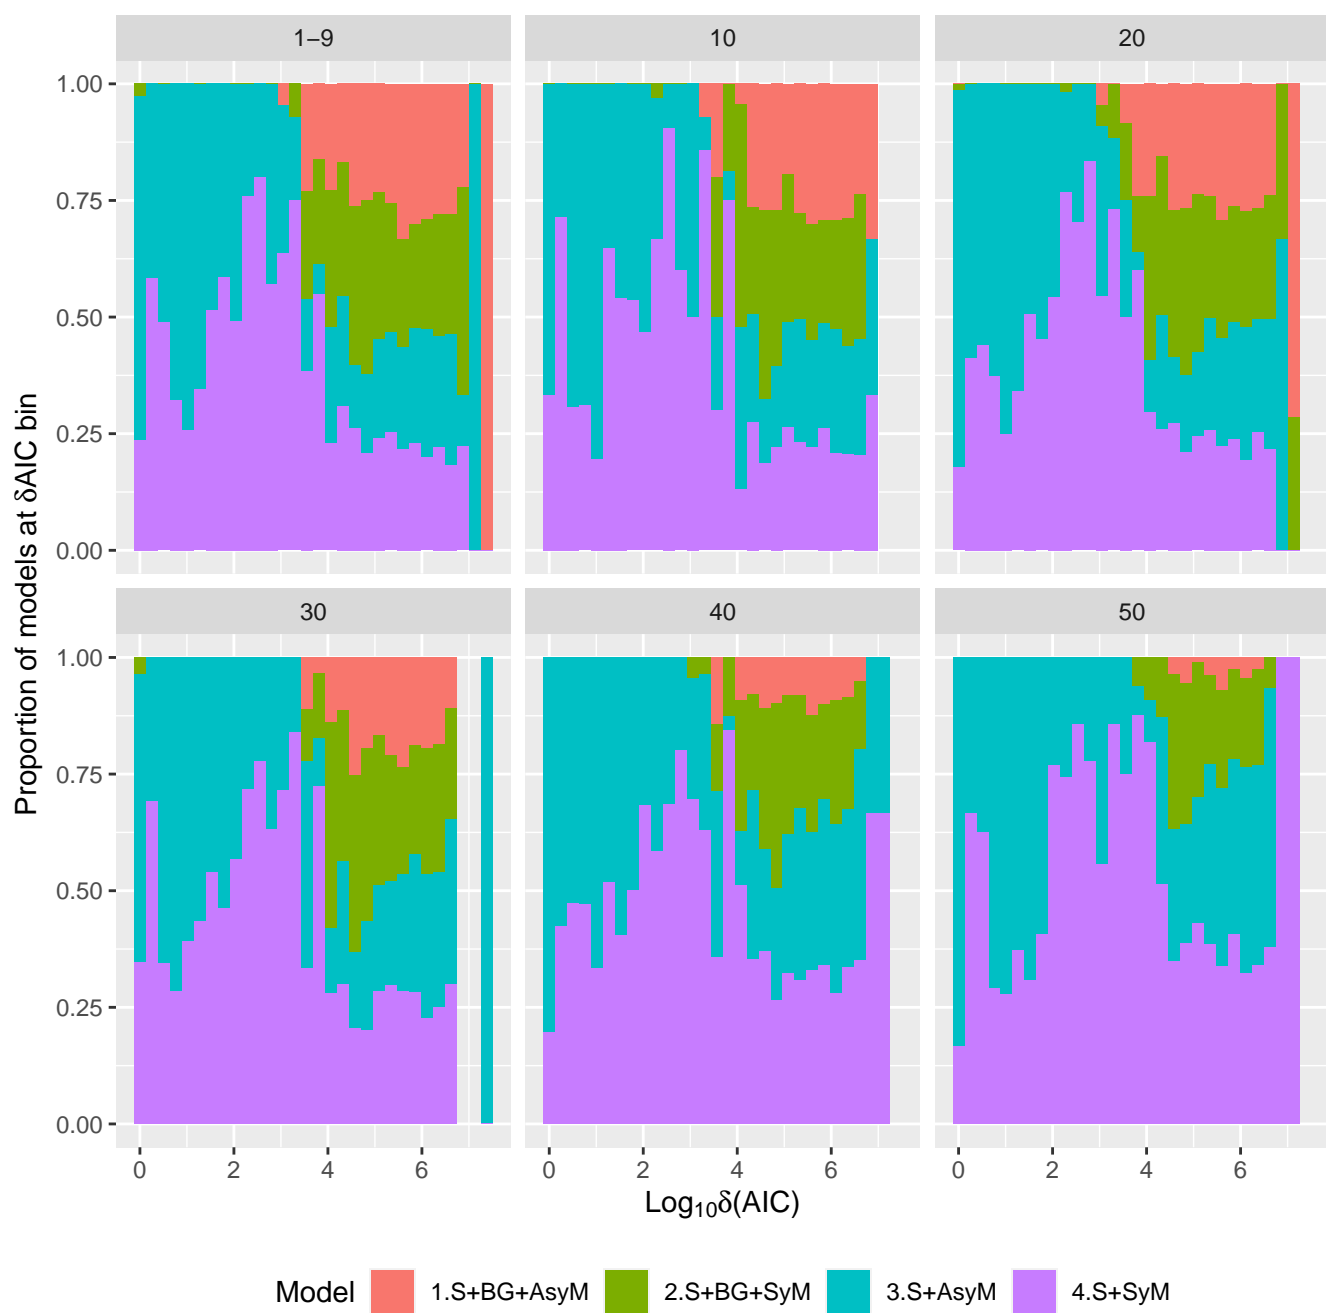 1−9 10 20
1.00
0.75
0.50
0.25
0.00
30 40 50
1.00
0.75
0.50
0.25
0.00
0 2 4 6 0 2 4 6 0 2 4 6
Proportion of models at δAIC bin
Log₁₀δ(AIC)
Model 1.S+BG+AsyM 2.S+BG+SyM 3.S+AsyM 4.S+SyM